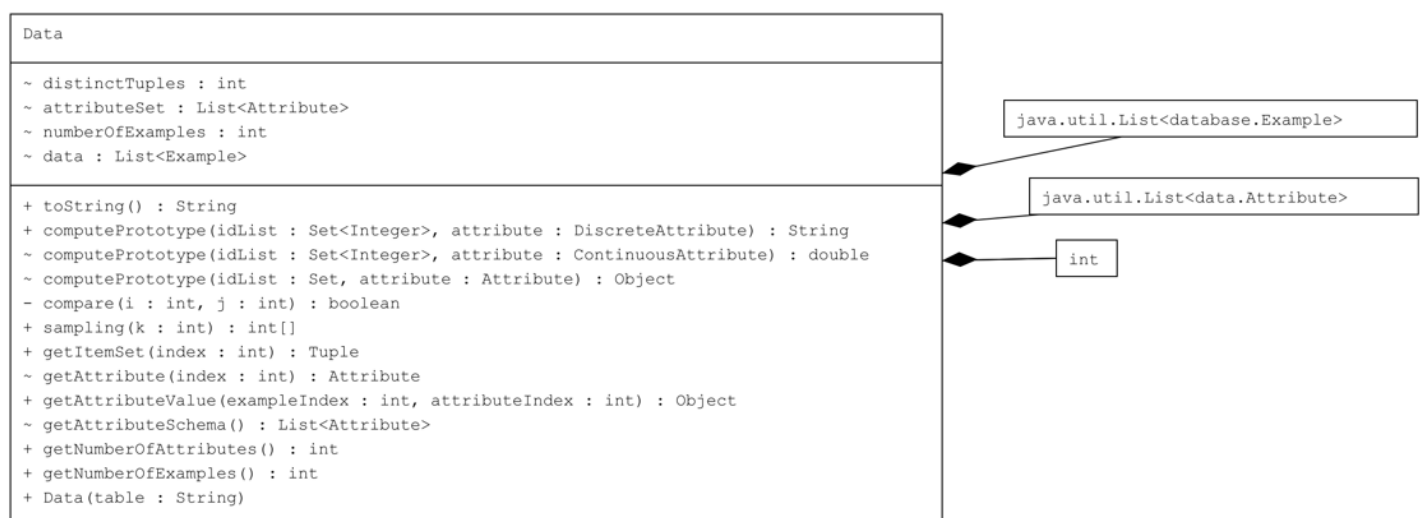 Data
~ distinctTuples : int
~ attributeSet : List<Attribute>
~ numberOfExamples : int
~ data : List<Example>
+ toString() : String
+ computePrototype(idList : Set<Integer>, attribute : DiscreteAttribute) : String
~ computePrototype(idList : Set<Integer>, attribute : ContinuousAttribute) : double
~ computePrototype(idList : Set, attribute : Attribute) : Object
- compare(i : int, j : int) : boolean
+ sampling(k : int) : int[]
+ getItemSet(index : int) : Tuple
~ getAttribute(index : int) : Attribute
+ getAttributeValue(exampleIndex : int, attributeIndex : int) : Object
~ getAttributeSchema() : List<Attribute>
+ getNumberOfAttributes() : int
+ getNumberOfExamples() : int
+ Data(table : String)
java.util.List<database.Example>
java.util.List<data.Attribute>
int